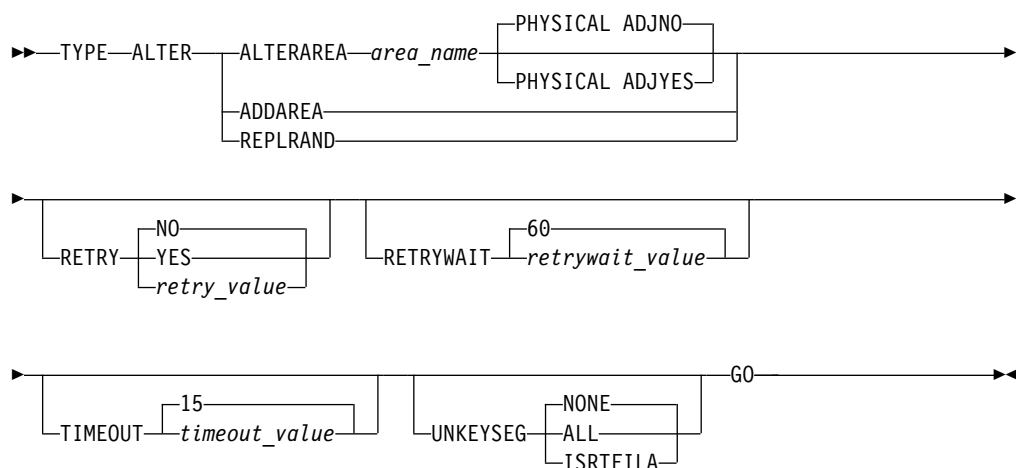 PHYSICAL ADJNO
TYPE ALTER ALTERAREA area_name
PHYSICAL ADJYES
ADDAREA
REPLRAND
NO
RETRY YES
retry_value
60
RETRYWAIT retrywait_value
15
TIMEOUT timeout_value
GO
NONE
UNKEYSEG ALL
ISRTFILA